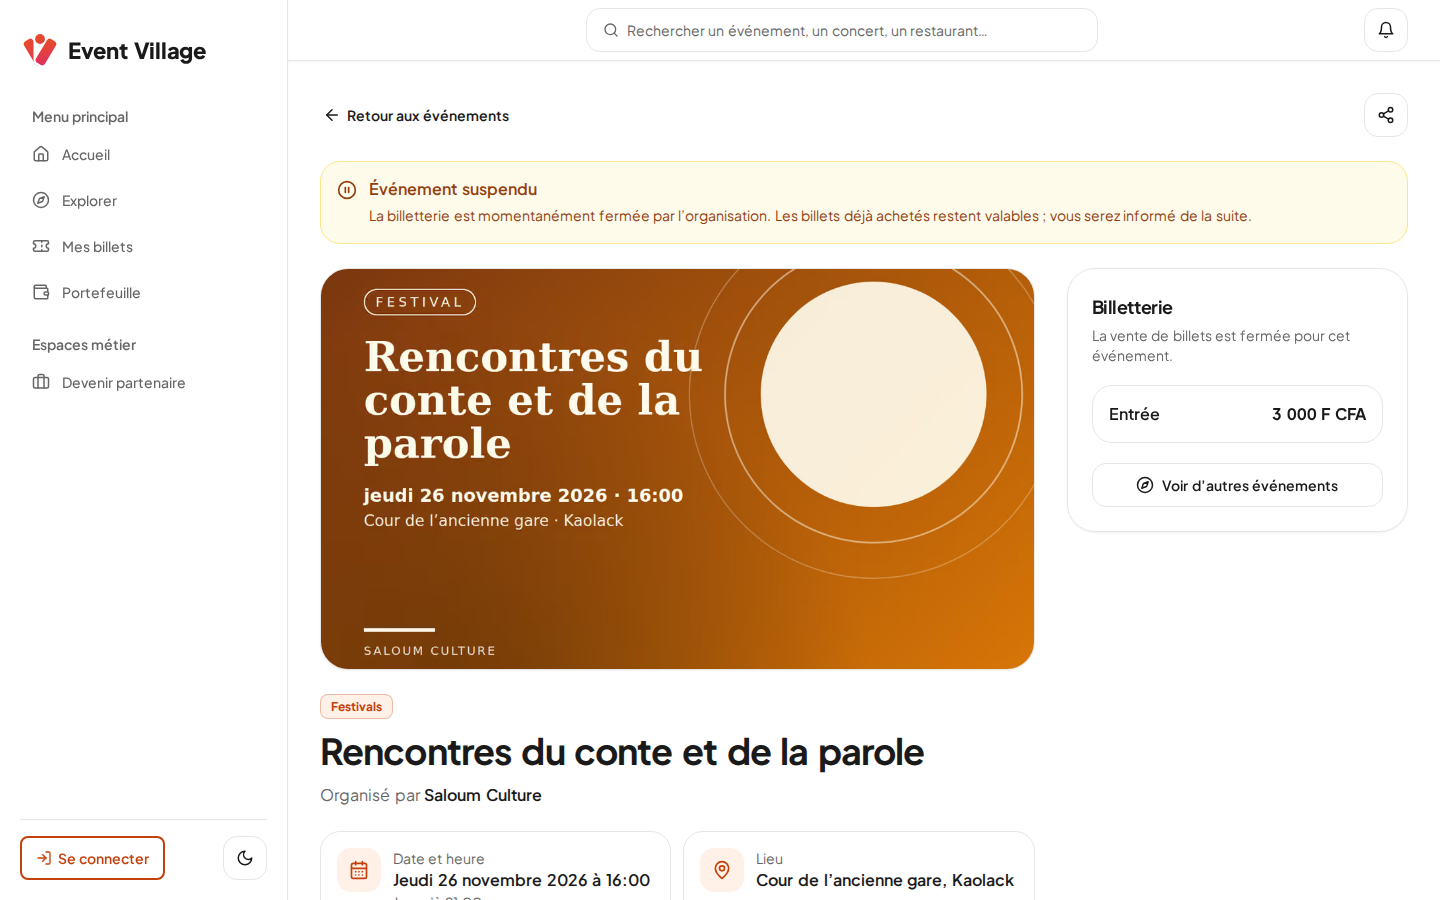 Event Village
Rechercher un événement, un concert, un restaurant…
Menu principal
Accueil
Explorer
Mes billets
Portefeuille
Espaces métier
Devenir partenaire
Se connecter
Retour aux événements
Événement suspendu
La billetterie est momentanément fermée par l’organisation. Les billets déjà achetés restent valables ; vous serez informé de la suite.
FESTIVAL
Rencontres du
conte et de la
parole
jeudi 26 novembre 2026 · 16:00
Cour de l’ancienne gare · Kaolack
SALOUM CULTURE
Billetterie
La vente de billets est fermée pour cet
événement.
Entrée 3 000 F CFA
Voir d’autres événements
Festivals
Rencontres du conte et de la parole
Organisé par Saloum Culture
Date et heure
Jeudi 26 novembre 2026 à 16:00
Lieu
Cour de l’ancienne gare, Kaolack